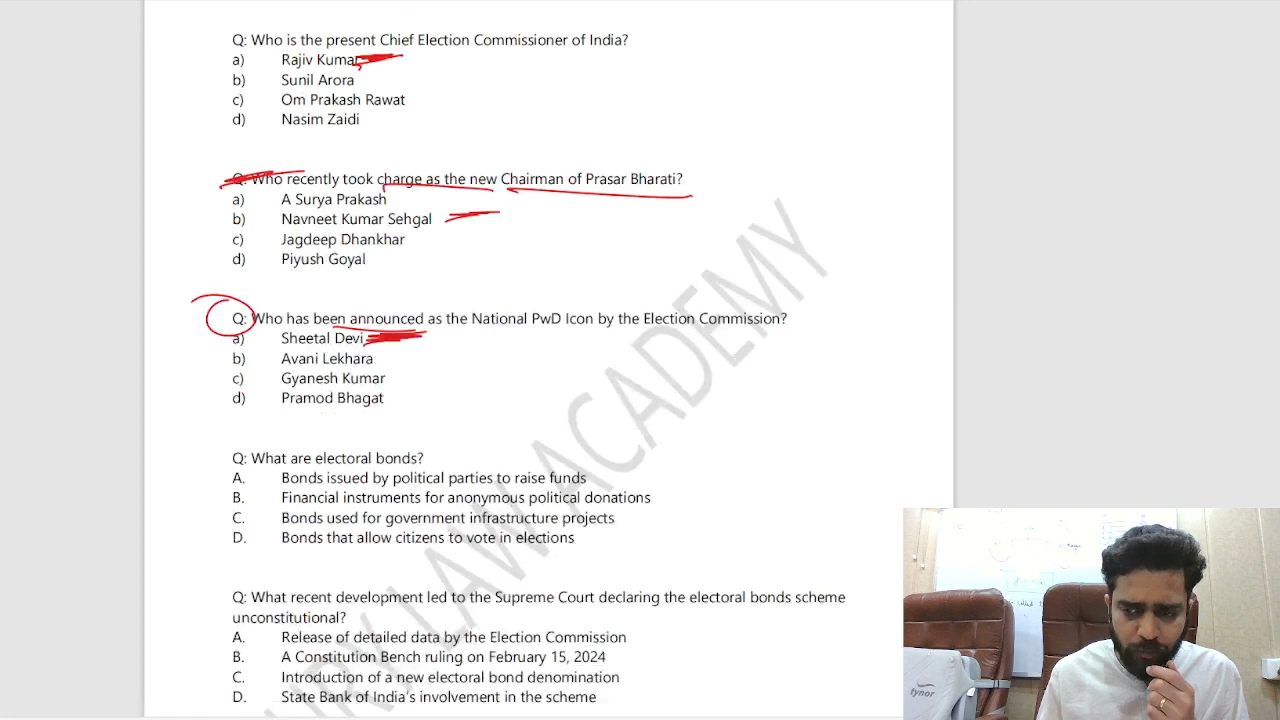 Q: Who is the present Chief Election Commissioner of India?
a) Rajiv Kumar
b) Sunil Arora
c) Om Prakash Rawat
d) Nasim Zaidi
Q: Who recently took charge as the new Chairman of Prasar Bharati?
a) A Surya Prakash
b) Navneet Kumar Sehgal
c) Jagdeep Dhankhar
d) Piyush Goyal
Q: Who has been announced as the National PwD Icon by the Election Commission?
a) Sheetal Devi
b) Avani Lekhara
c) Gyanesh Kumar
d) Pramod Bhagat
Q: What are electoral bonds?
A. Bonds issued by political parties to raise funds
B. Financial instruments for anonymous political donations
C. Bonds used for government infrastructure projects
D. Bonds that allow citizens to vote in elections
Q: What recent development led to the Supreme Court declaring the electoral bonds scheme
unconstitutional?
A. Release of detailed data by the Election Commission
B. A Constitution Bench ruling on February 15, 2024
C. Introduction of a new electoral bond denomination
D. State Bank of India's involvement in the scheme
LAW ACADEMY
tynor